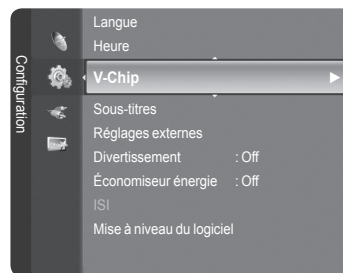 Configuration
Langue
Heure
V-Chip
Sous-titres
Réglages externes
Divertissement : Off
Économiseur énergie : Off
ISI
Mise à niveau du logiciel